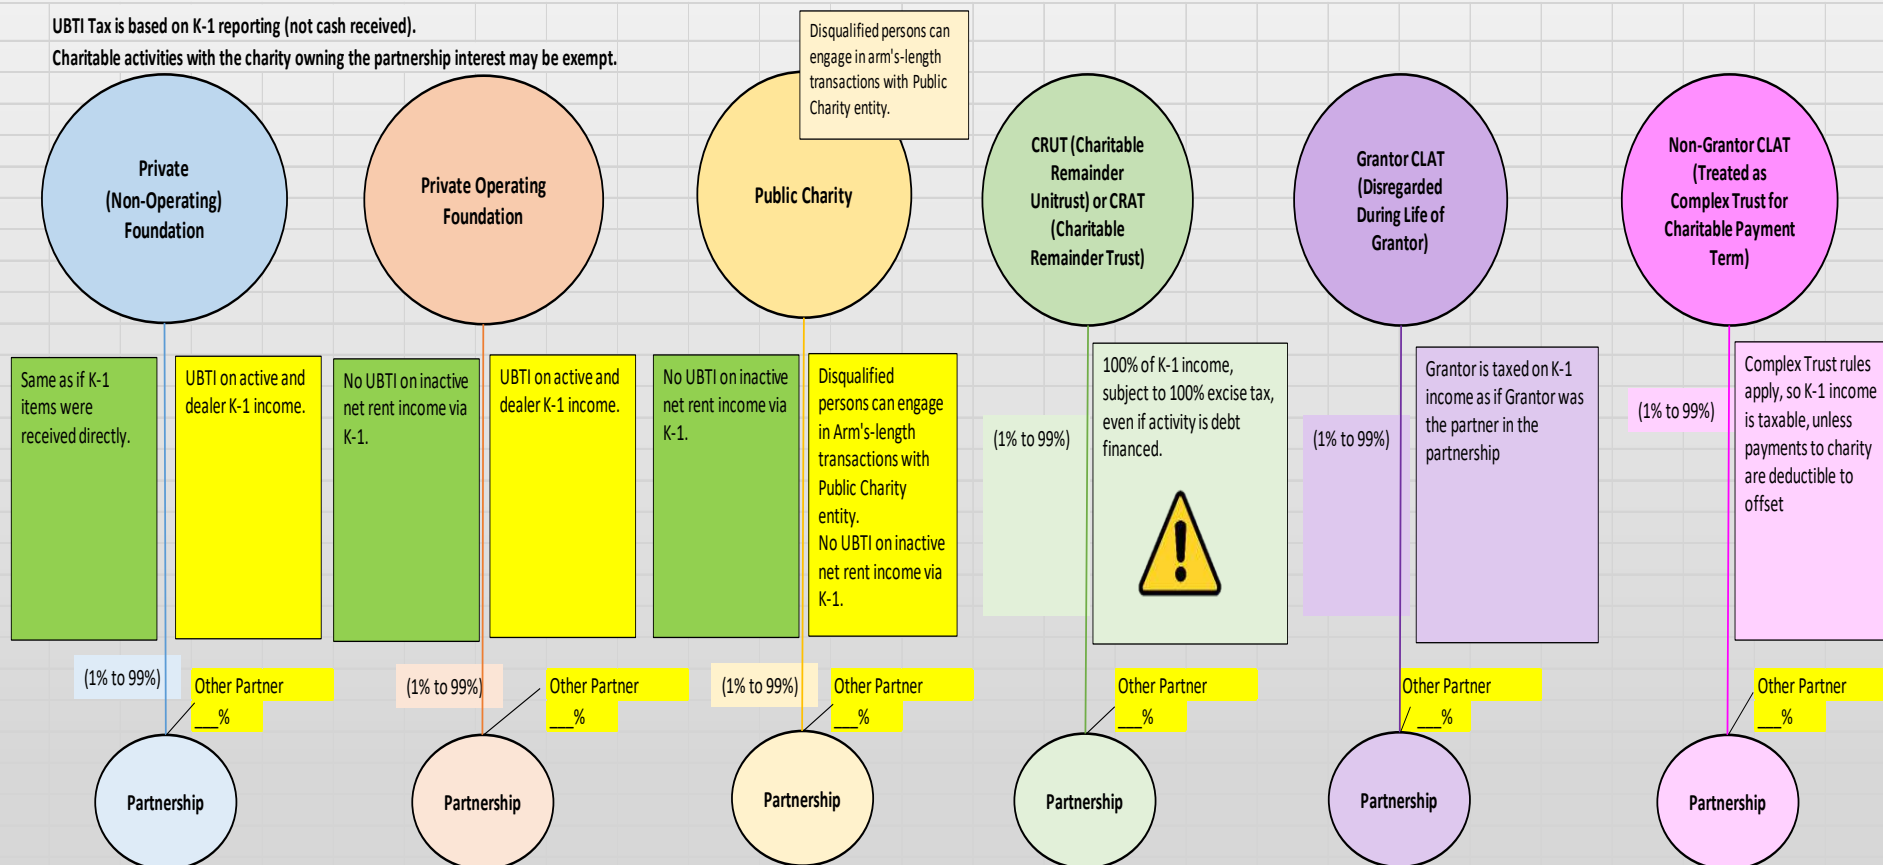 UBTI Tax is based on K-1 reporting (not cash received).
Charitable activities with the charity owning the partnership interest may be exempt.
Disqualified persons can
engage in arm's-length
transactions with Public
Charity entity.
Private
(Non-Operating)
Foundation
Private Operating
Foundation
Public Charity
CRUT (Charitable
Remainder
Unitrust) or CRAT
(Charitable
Remainder Trust)
Grantor CLAT
(Disregarded
During Life of
Grantor)
Non-Grantor CLAT
(Treated as
Complex Trust for
Charitable Payment
Term)
Same as if K-1
items were
received directly.
UBTI on active and
dealer K-1 income.
No UBTI on inactive
net rent income via
K-1.
UBTI on active and
dealer K-1 income.
No UBTI on inactive
net rent income via
K-1.
Disqualified
persons can engage
in Arm's-length
transactions with
Public Charity
entity.
No UBTI on inactive
net rent income via
K-1.
(1% to 99%)
100% of K-1 income,
subject to 100% excise tax,
even if activity is debt
financed.
(1% to 99%)
Grantor is taxed on K-1
income as if Grantor was
the partner in the
partnership
(1% to 99%)
Complex Trust rules
apply, so K-1 income
is taxable, unless
payments to charity
are deductible to
offset
(1% to 99%)
Other Partner
___%
(1% to 99%)
Other Partner
___%
(1% to 99%)
Other Partner
___%
Other Partner
___%
Other Partner
___%
Other Partner
___%
Partnership
Partnership
Partnership
Partnership
Partnership
Partnership